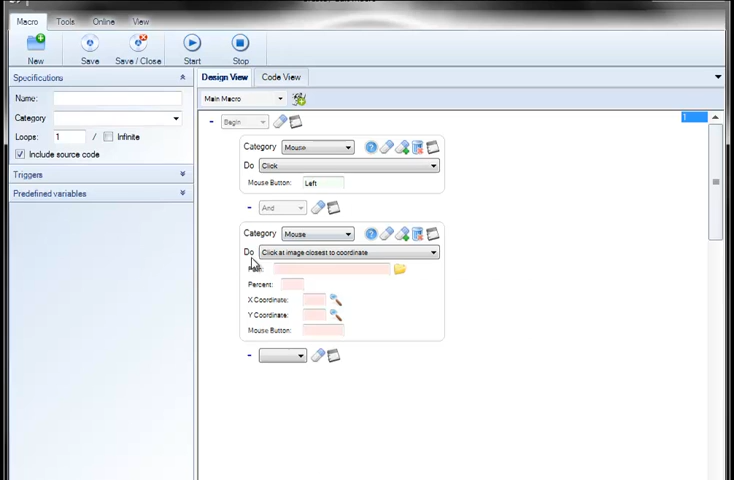 Macro Tools Online View
New Save Save / Close Start Stop
Specifications
Name:
Category
Loops: 1 / Infinite
Include source code
Triggers
Predefined variables
Design View Code View
Main Macro
1
Begin
Category Mouse
Do Click
Mouse Button: Left
And
Category Mouse
Do Click at image closest to coordinate
Path:
Percent:
X Coordinate:
Y Coordinate:
Mouse Button: